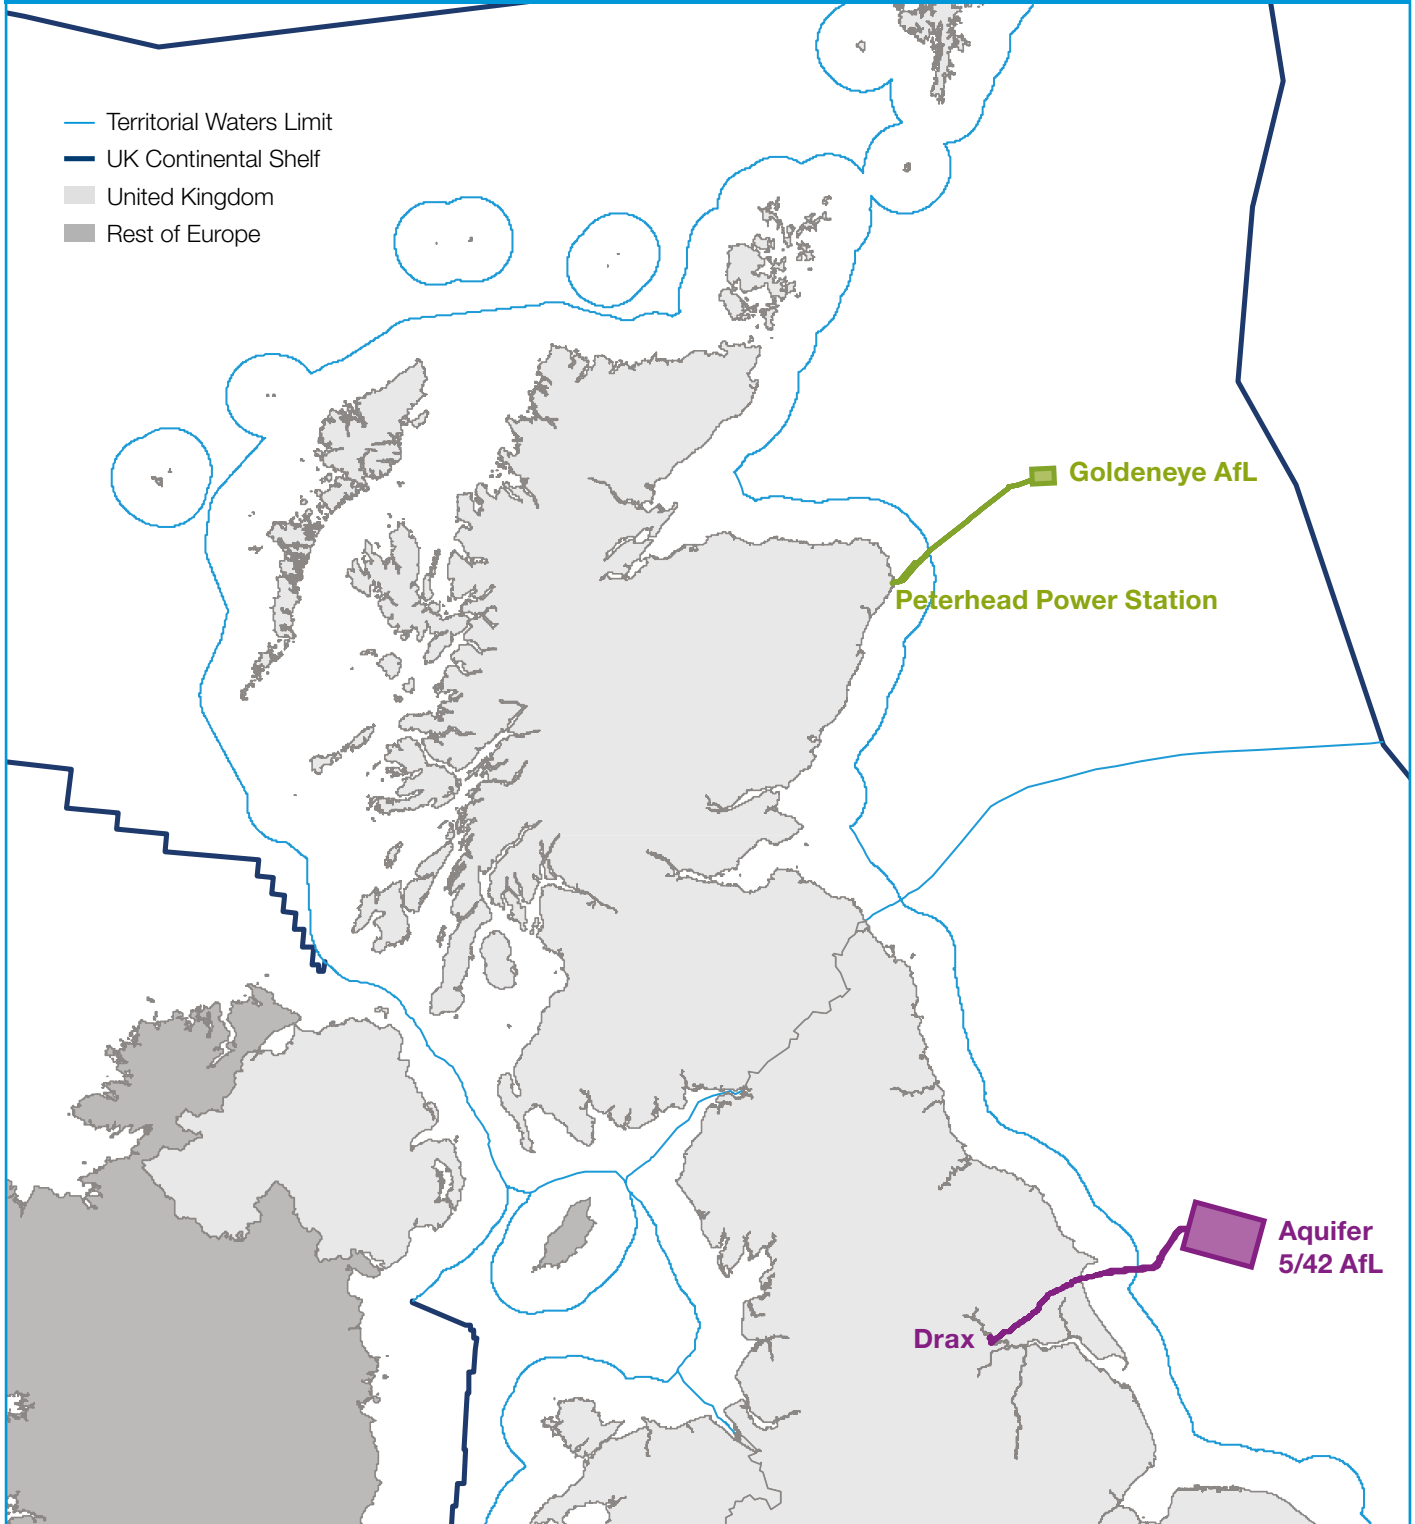 Territorial Waters Limit
UK Continental Shelf
United Kingdom
Rest of Europe
Goldeneye AfL
Peterhead Power Station
Aquifer
5/42 AfL
Drax